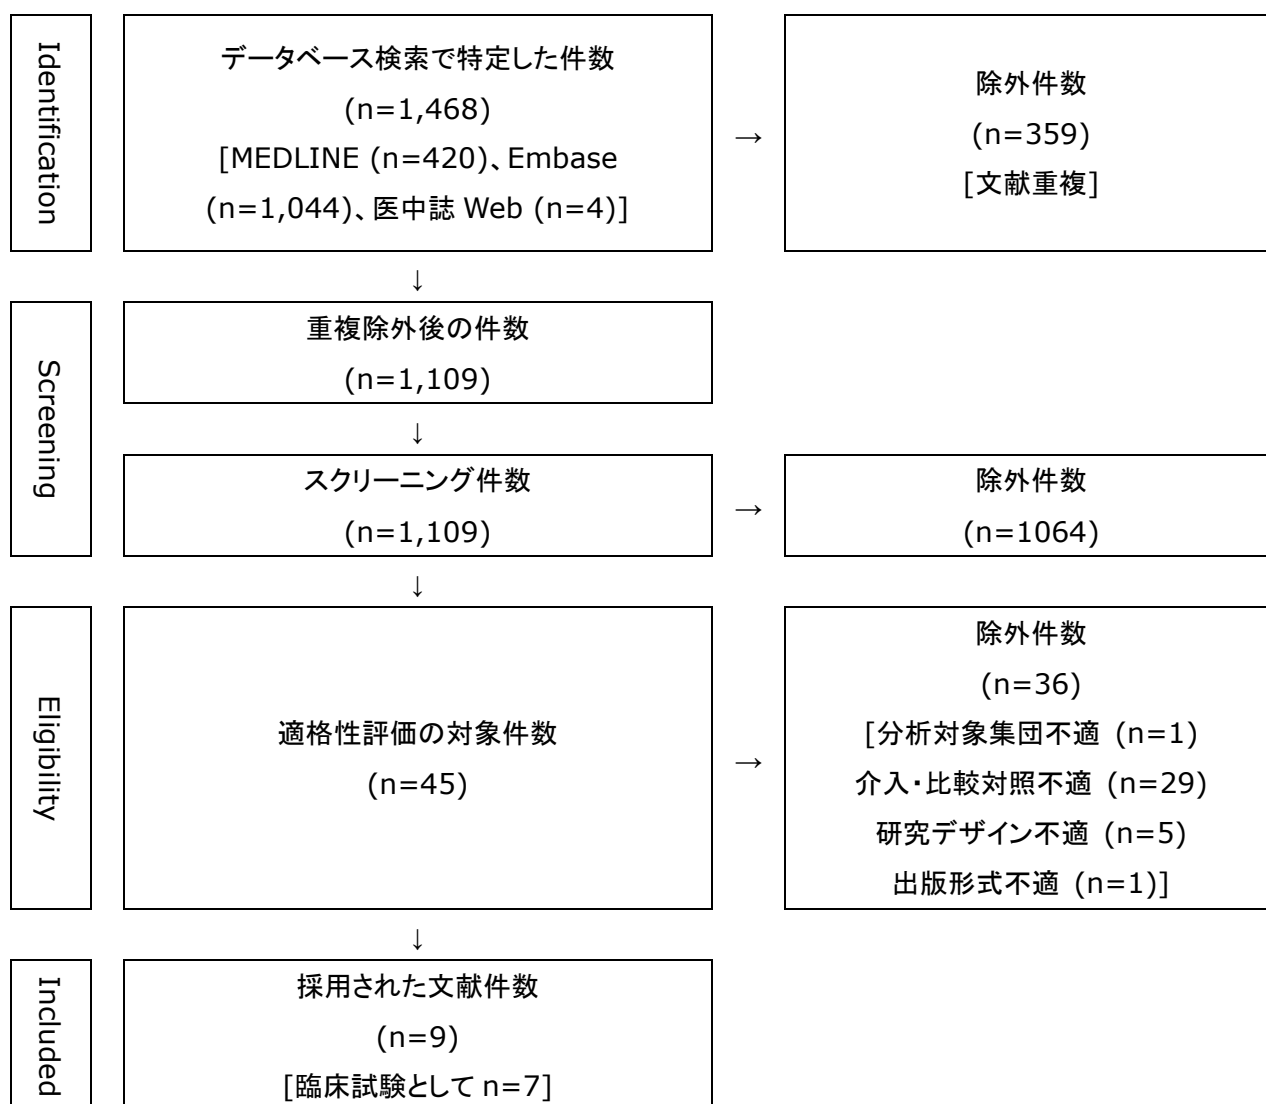 Identification
データベース検索で特定した件数
(n=1,468)
[MEDLINE (n=420)、Embase
(n=1,044)、医中誌 Web (n=4)]
→
除外件数
(n=359)
[文献重複]
↓
Screening
重複除外後の件数
(n=1,109)
↓
スクリーニング件数
(n=1,109)
→
除外件数
(n=1064)
↓
Eligibility
適格性評価の対象件数
(n=45)
→
除外件数
(n=36)
[分析対象集団不適 (n=1)
介入・比較対照不適 (n=29)
研究デザイン不適 (n=5)
出版形式不適 (n=1)]
↓
Included
採用された文献件数
(n=9)
[臨床試験として n=7]